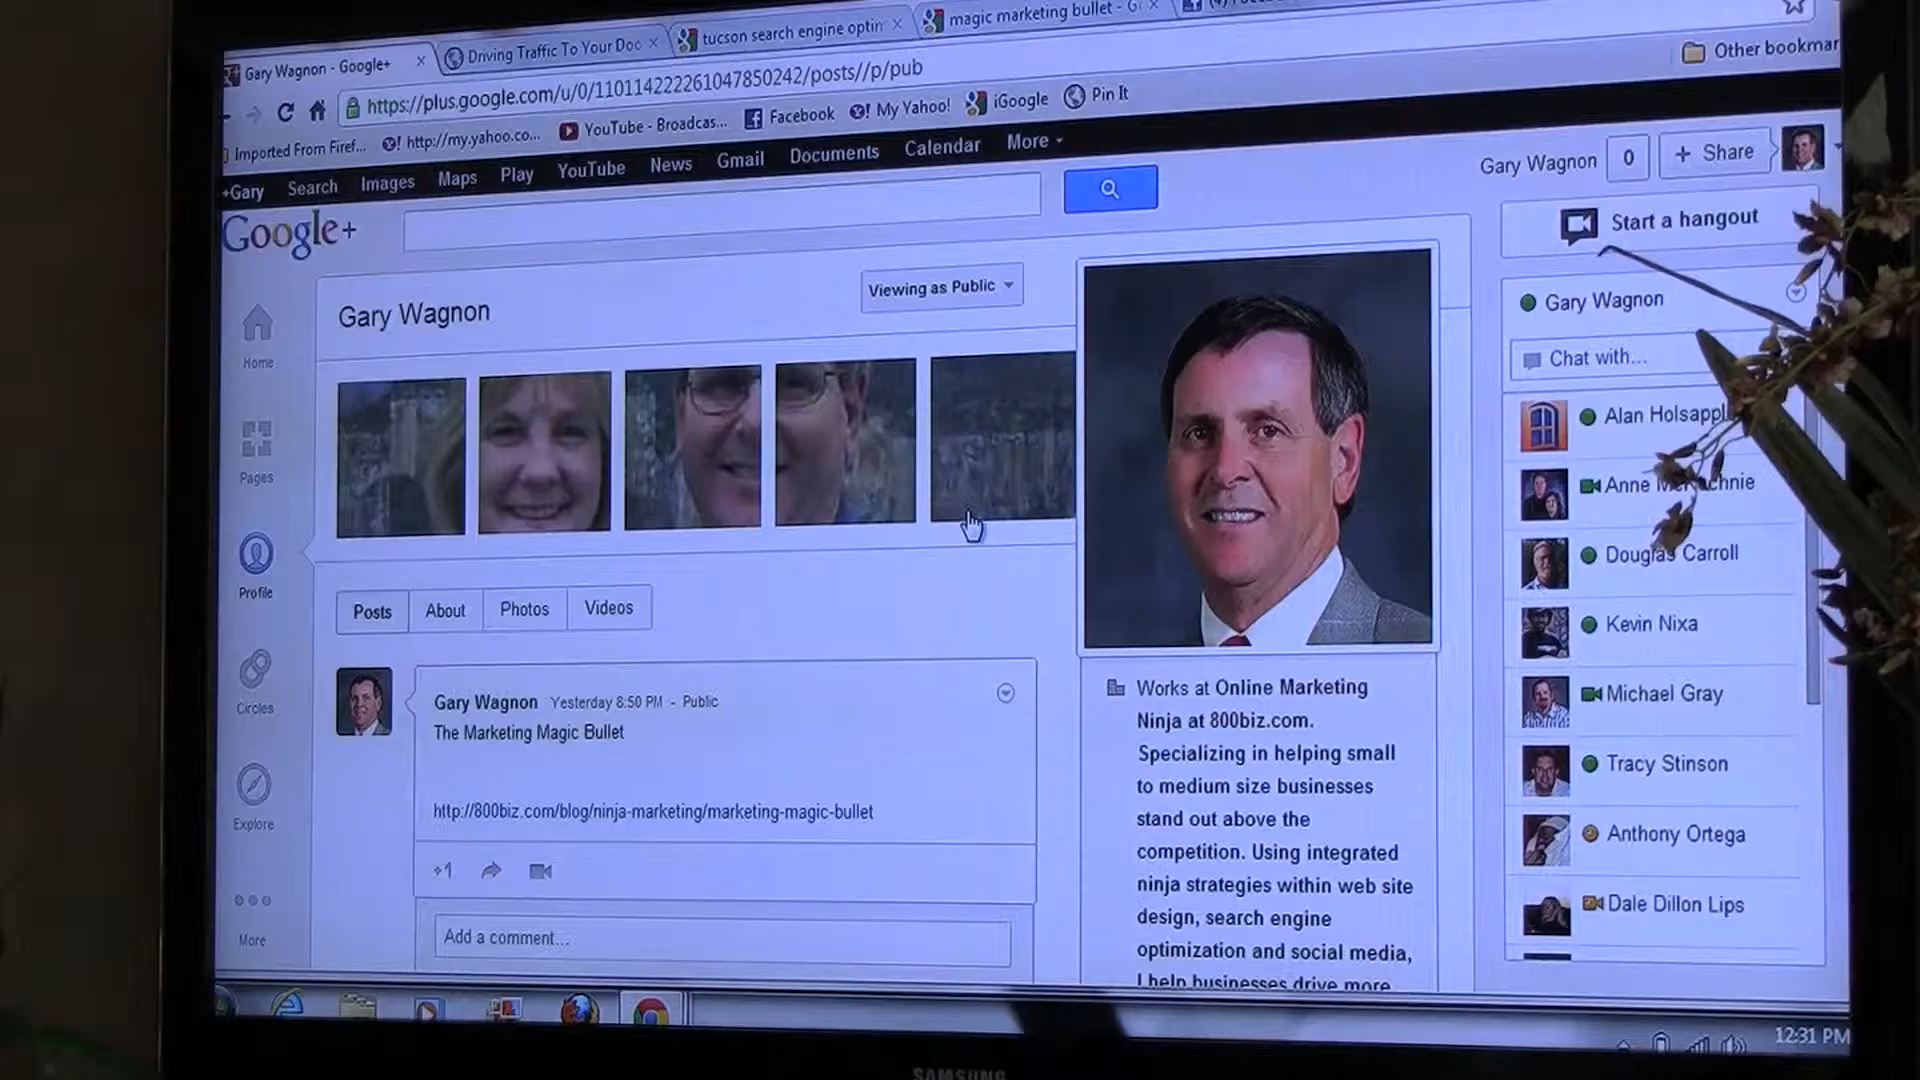 Gary Wagnon - Google+
Driving Traffic To Your Doc
tucson search engine optin
magic marketing bullet - G
https://plus.google.com/u/0/110114222261047850242/posts//p/pub
Other bookmar
Imported From Firef...
http://my.yahoo.co...
YouTube - Broadcas...
Facebook
My Yahoo!
iGoogle
Pin It
+Gary Search Images Maps Play YouTube News Gmail Documents Calendar More
Gary Wagnon 0 + Share
Google+
Start a hangout
Gary Wagnon
Viewing as Public
Home
Pages
Profile
Circles
Explore
More
Posts About Photos Videos
Gary Wagnon Yesterday 8:50 PM - Public
The Marketing Magic Bullet
http://800biz.com/blog/ninja-marketing/marketing-magic-bullet
+1
Add a comment...
Works at Online Marketing
Ninja at 800biz.com.
Specializing in helping small
to medium size businesses
stand out above the
competition. Using integrated
ninja strategies within web site
design, search engine
optimization and social media,
I help businesses drive more
Gary Wagnon
Chat with...
Alan Holsappl
Anne
Douglas Carroll
Kevin Nixa
Michael Gray
Tracy Stinson
Anthony Ortega
Dale Dillon Lips
12:31 PM
SAMSUNG